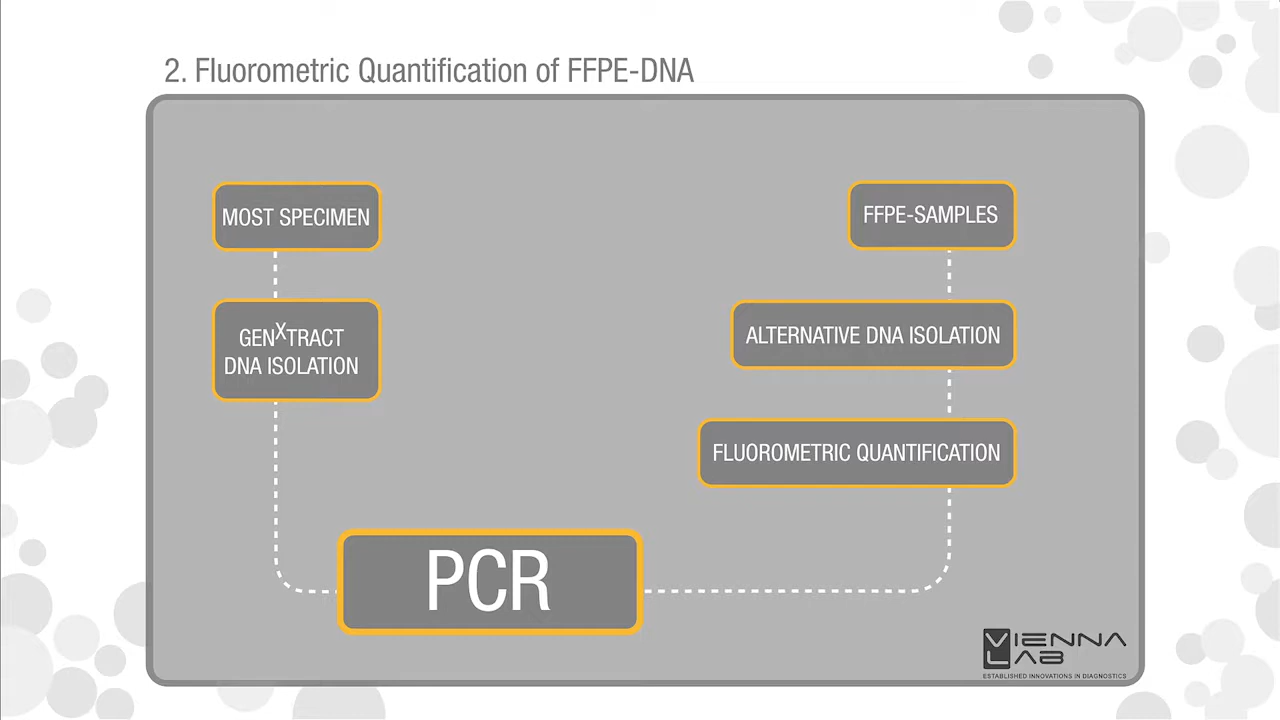 2. Fluorometric Quantification of FFPE-DNA
MOST SPECIMEN
GENXTRACT
DNA ISOLATION
FFPE-SAMPLES
ALTERNATIVE DNA ISOLATION
FLUOROMETRIC QUANTIFICATION
PCR
VIENNA
LAB
ESTABLISHED INNOVATIONS IN DIAGNOSTICS